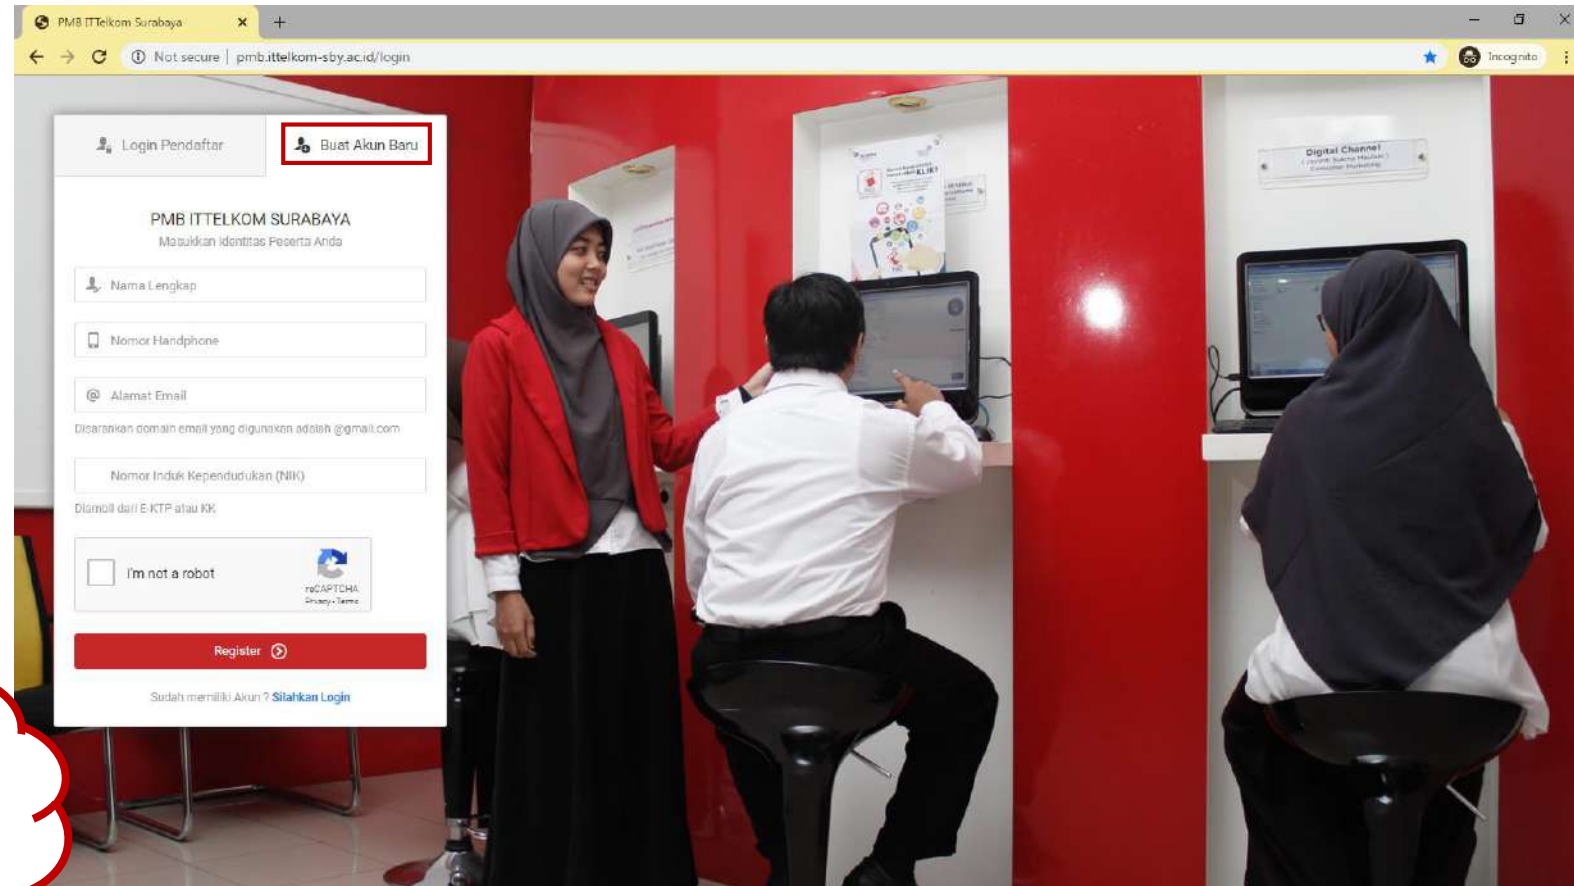 PMB ITTelkom Surabaya
Not secure | pmb.ittelkom-sby.ac.id/login
Incognito
Login Pendaftar
Buat Akun Baru
PMB ITTELKOM SURABAYA
Masukkan Identitas Peserta Anda
Nama Lengkap
Nomor Handphone
Alamat Email
Disarankan domain email yang digunakan adalah @gmail.com
Nomor Induk Kependudukan (NIK)
Diambil dari E-KTP atau KK
I'm not a robot
reCAPTCHA
Privacy - Terms
Register
Sudah memiliki Akun ? Silahkan Login
KLIK!
Digital Channel
Consumer Marketing